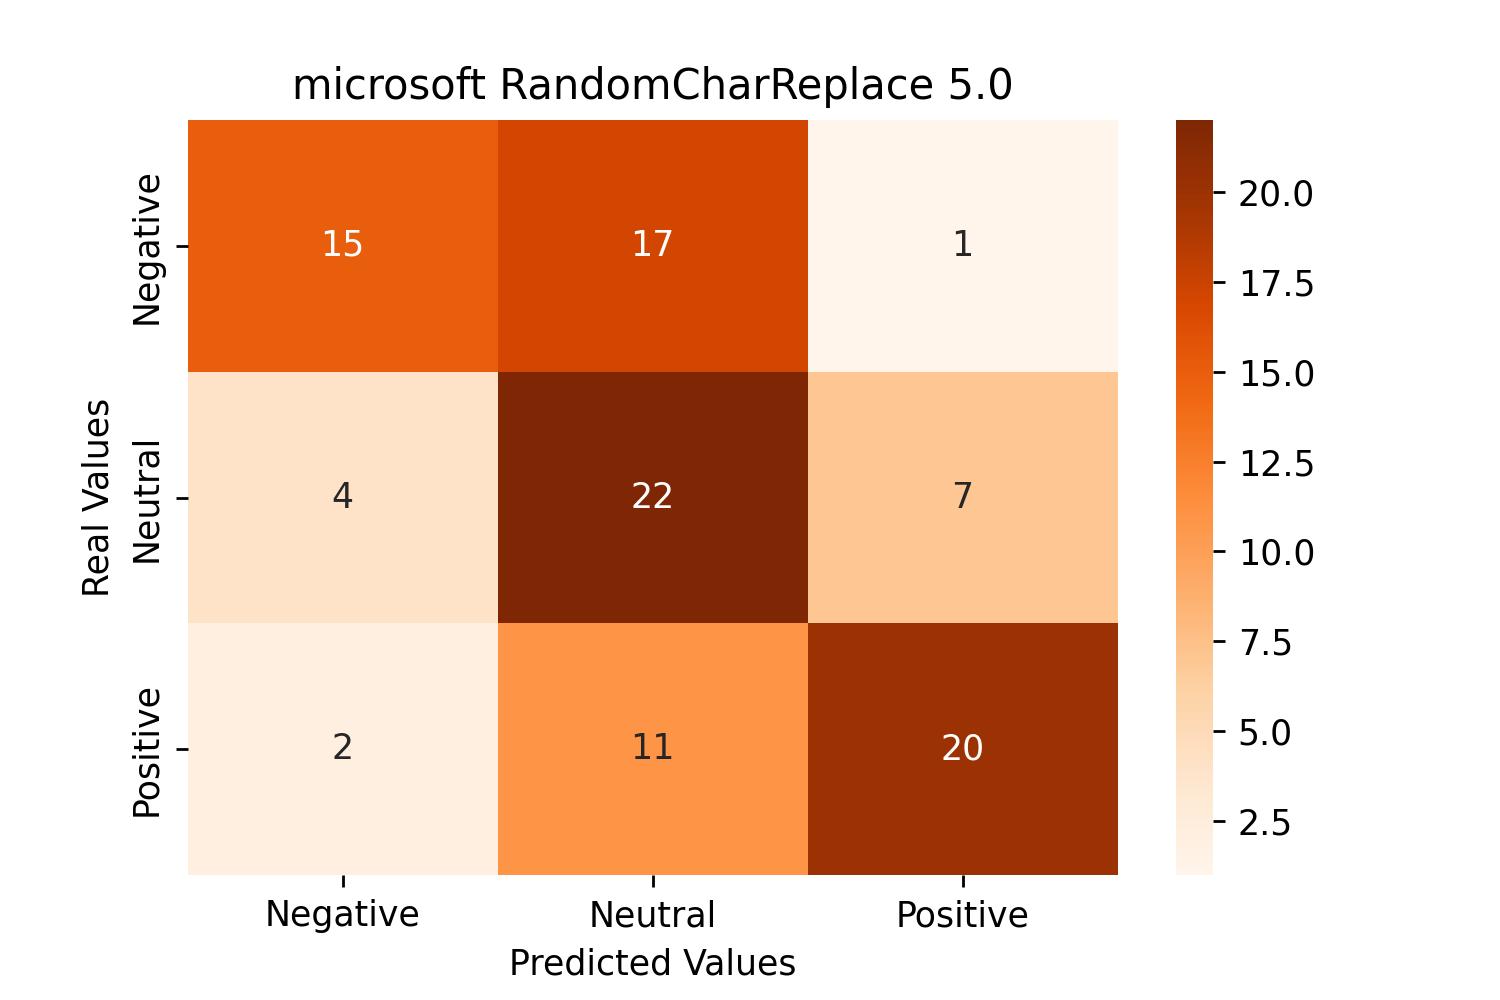 microsoft RandomCharReplace 5.0
Real Values
Negative
15 17 1
Neutral
4 22 7
Positive
2 11 20
Negative Neutral Positive
Predicted Values
20.0
17.5
15.0
12.5
10.0
7.5
5.0
2.5